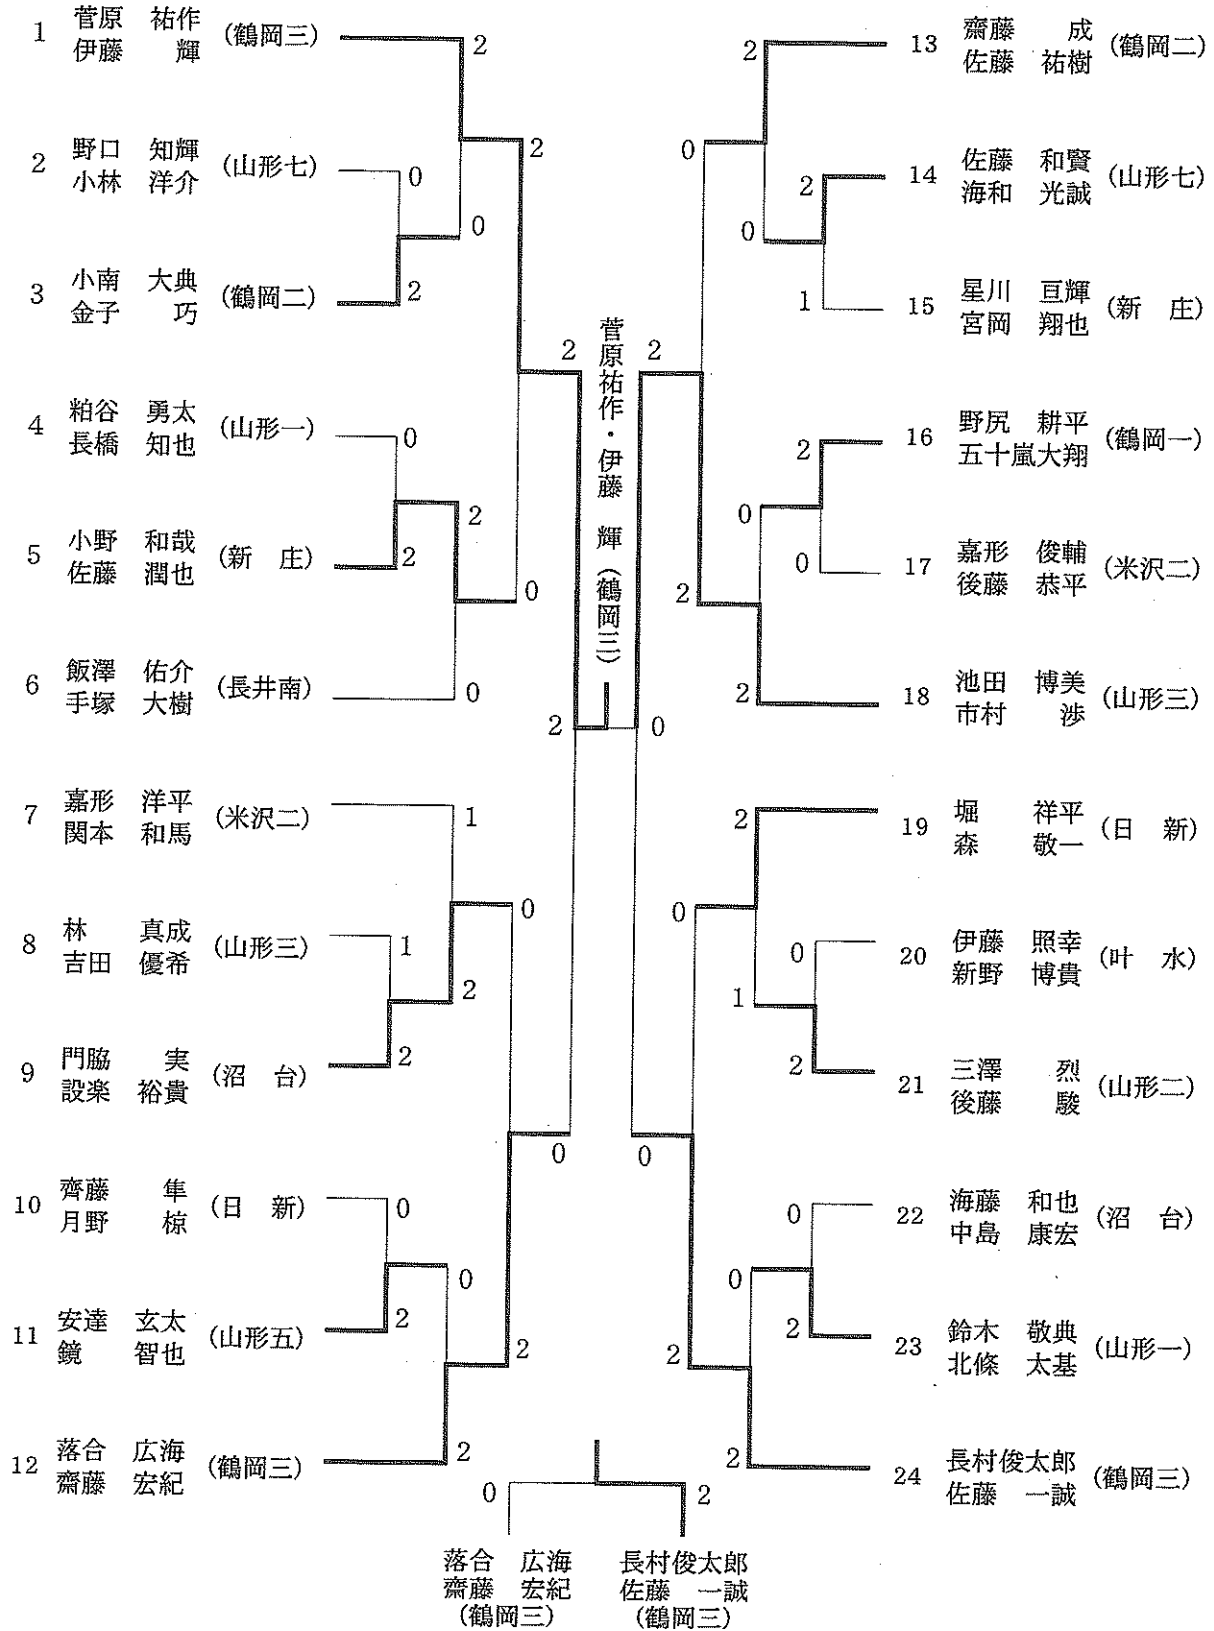 1 菅原 祐作 (鶴岡三)
伊藤 輝
2
2 野口 知輝 (山形七)
小林 洋介
0
2
0
3 小南 大典 (鶴岡二)
金子 巧
2
4 粕谷 勇太 (山形一)
長橋 知也
0
2
5 小野 和哉 (新 庄)
佐藤 潤也
2
2
0
6 飯澤 佑介 (長井南)
手塚 大樹
0
2
7 嘉形 洋平 (米沢二)
関本 和馬
1
0
8 林 真成 (山形三)
吉田 優希
1
2
9 門脇 実 (沼 台)
設楽 裕貴
2
0
10 齊藤 隼 (日 新)
月野 椋
0
0
11 安達 玄太 (山形五)
鏡 智也
2
2
12 落合 広海 (鶴岡三)
齋藤 宏紀
2
菅原祐作・伊藤 輝(鶴岡三)
13 齋藤 成 (鶴岡二)
佐藤 祐樹
2
0
14 佐藤 和賢 (山形七)
海和 光誠
2
0
15 星川 亘輝 (新 庄)
宮岡 翔也
1
2
16 野尻 耕平 (鶴岡一)
五十嵐大翔
2
0
17 嘉形 俊輔 (米沢二)
後藤 恭平
0
2
18 池田 博美 (山形三)
市村 渉
2
0
19 堀 祥平 (日 新)
森 敬一
2
0
20 伊藤 照幸 (叶 水)
新野 博貴
0
1
21 三澤 烈 (山形二)
後藤 駿
2
0
22 海藤 和也 (沼 台)
中島 康宏
0
0
23 鈴木 敬典 (山形一)
北條 太基
2
2
24 長村俊太郎 (鶴岡三)
佐藤 一誠
2
0 2
落合 広海 長村俊太郎
齋藤 宏紀 佐藤 一誠
(鶴岡三) (鶴岡三)